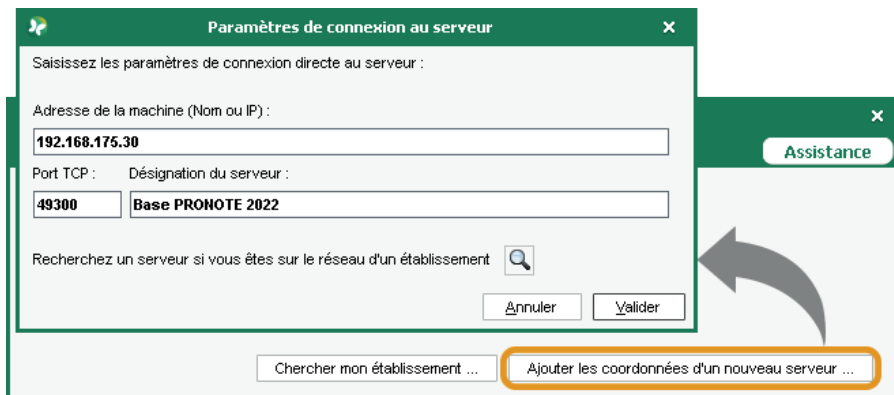 Paramètres de connexion au serveur
Saisissez les paramètres de connexion directe au serveur :
Adresse de la machine (Nom ou IP) :
192.168.175.30
Port TCP : Désignation du serveur :
49300 Base PRONOTE 2022
Recherchez un serveur si vous êtes sur le réseau d'un établissement
Annuler Valider
Assistance
Chercher mon établissement ... Ajouter les coordonnées d'un nouveau serveur ...